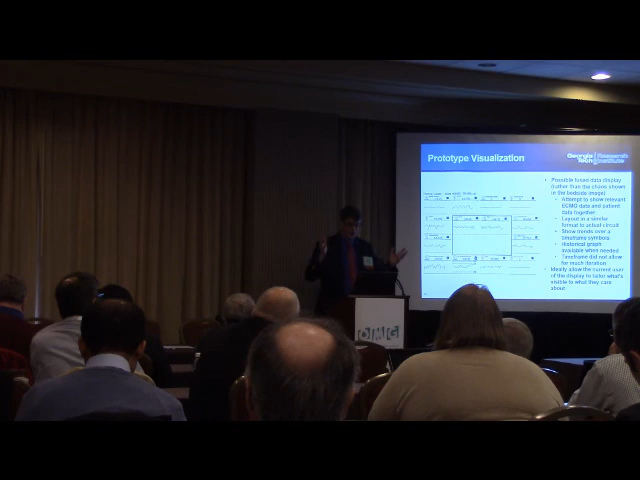 Prototype Visualization
Georgia Research
Tech Institute
Possible fused data display
(rather than the chaos shown
in the bedside image)
Attempt to show relevant
ECMO data and patient
data together
Layout in a similar
format to actual circuit
Show trends over a
timeframe
Historical graph
available when needed
Timeframe did not allow
for much iteration
Ideally allow the current user
of the display to tailor what's
visible to what they care
about
OMG